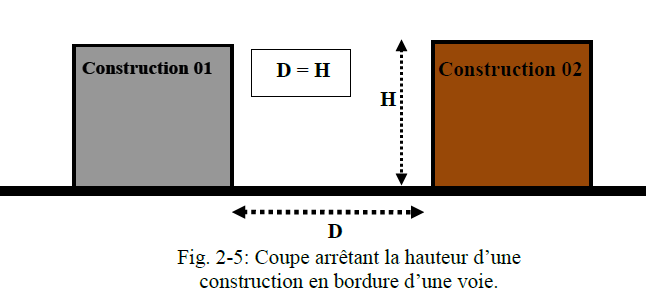 Construction 01
D = H
Construction 02
H
D
Fig. 2-5: Coupe arrêtant la hauteur d’une
construction en bordure d’une voie.